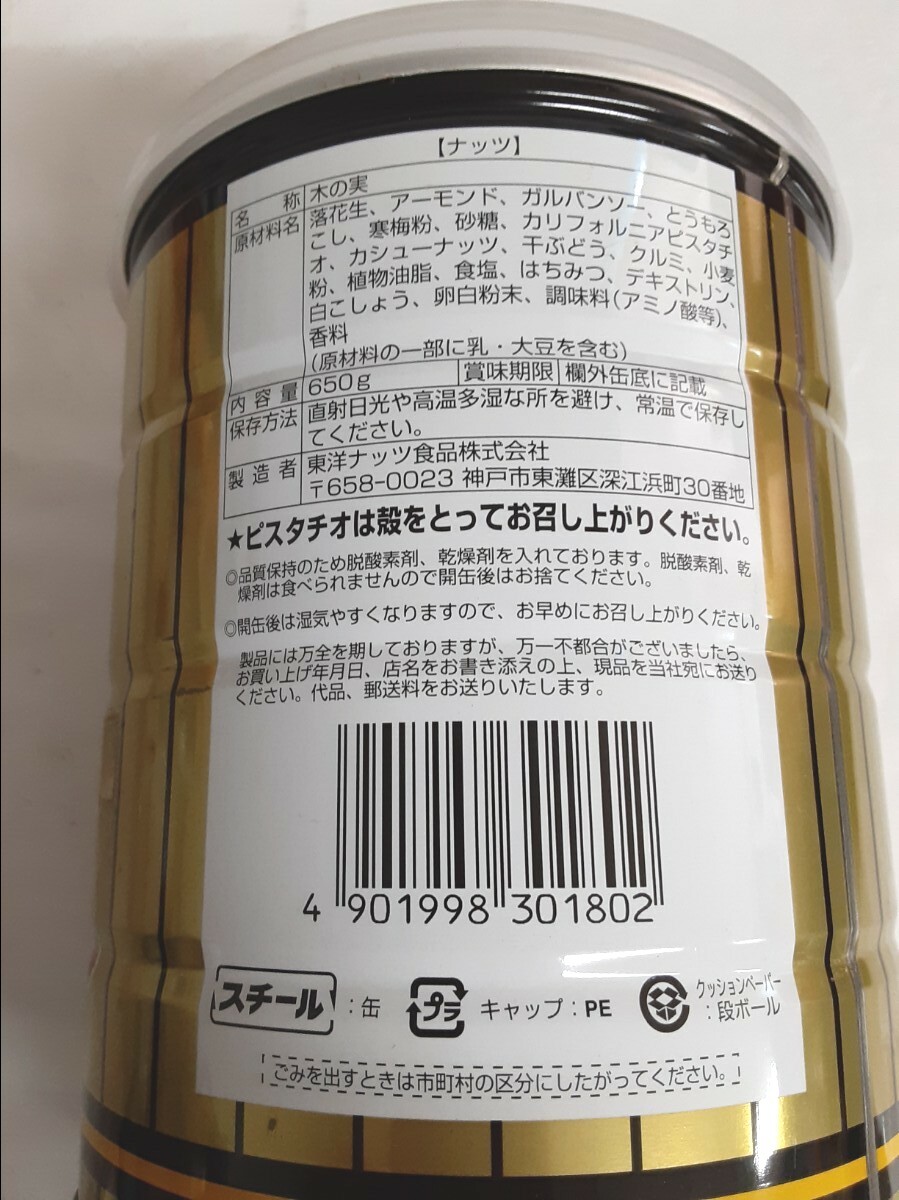 【ナッツ】
名称 木の実
原材料名 落花生、アーモンド、ガルバンソー、とうもろ
こし、寒梅粉、砂糖、カリフォルニアピスタチ
オ、カシューナッツ、干ぶどう、クルミ、小麦
粉、植物油脂、食塩、はちみつ、デキストリン、
白こしょう、卵白粉末、調味料(アミノ酸等)、
香料
(原材料の一部に乳・大豆を含む)
内容量 650g 賞味期限 欄外缶底に記載
保存方法 直射日光や高温多湿な所を避け、常温で保存し
てください。
製造者 東洋ナッツ食品株式会社
〒658-0023 神戸市東灘区深江浜町30番地
★ピスタチオは殻をとってお召し上がりください。
◎品質保持のため脱酸素剤、乾燥剤を入れております。脱酸素剤、乾
燥剤は食べられませんので開缶後はお捨てください。
◎開缶後は湿気やすくなりますので、お早めにお召し上がりください。
製品には万全を期しておりますが、万一不都合がございましたら、
お買い上げ年月日、店名をお書き添えの上、現品を当社宛にお送り
ください。代品、郵送料をお送りいたします。
4 901998 301802
スチール :缶 プラ キャップ:PE クッションペーパー
:段ボール
ごみを出すときは市町村の区分にしたがってください。